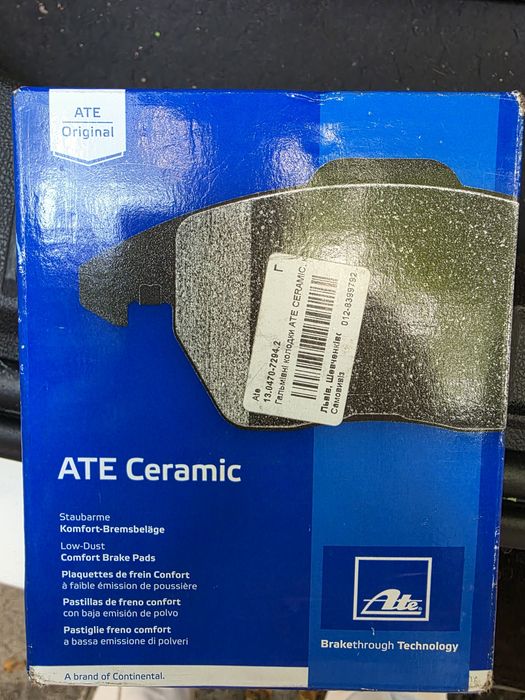 ATE
Original
Ate
13.0470-7294.2
Гальмівні колодки ATE CERAMIC,
012-8399792
Львів, Шевченківс
Самовивіз
Г
ATE Ceramic
Staubarme
Komfort-Bremsbeläge
Low-Dust
Comfort Brake Pads
Plaquettes de frein Confort
à faible émission de poussière
Pastillas de freno confort
con baja emisión de polvo
Pastiglie freno comfort
a bassa emissione di polveri
Ate
Brakethrough Technology
A brand of Continental.